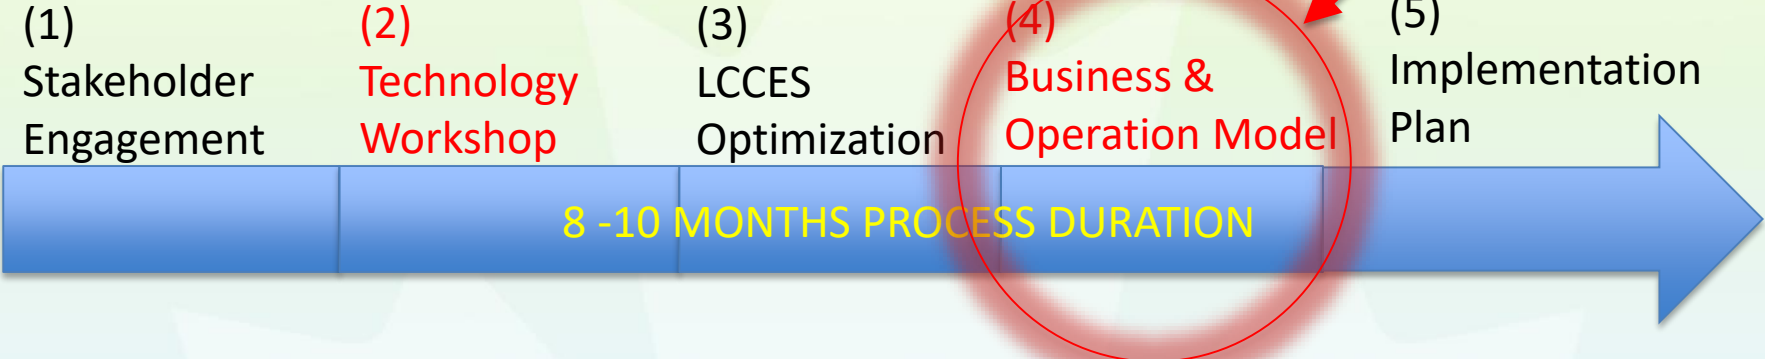 (1)
Stakeholder
Engagement
(2)
Technology
Workshop
(3)
LCCES
Optimization
(4)
Business &
Operation Model
(5)
Implementation
Plan
8 -10 MONTHS PROCESS DURATION